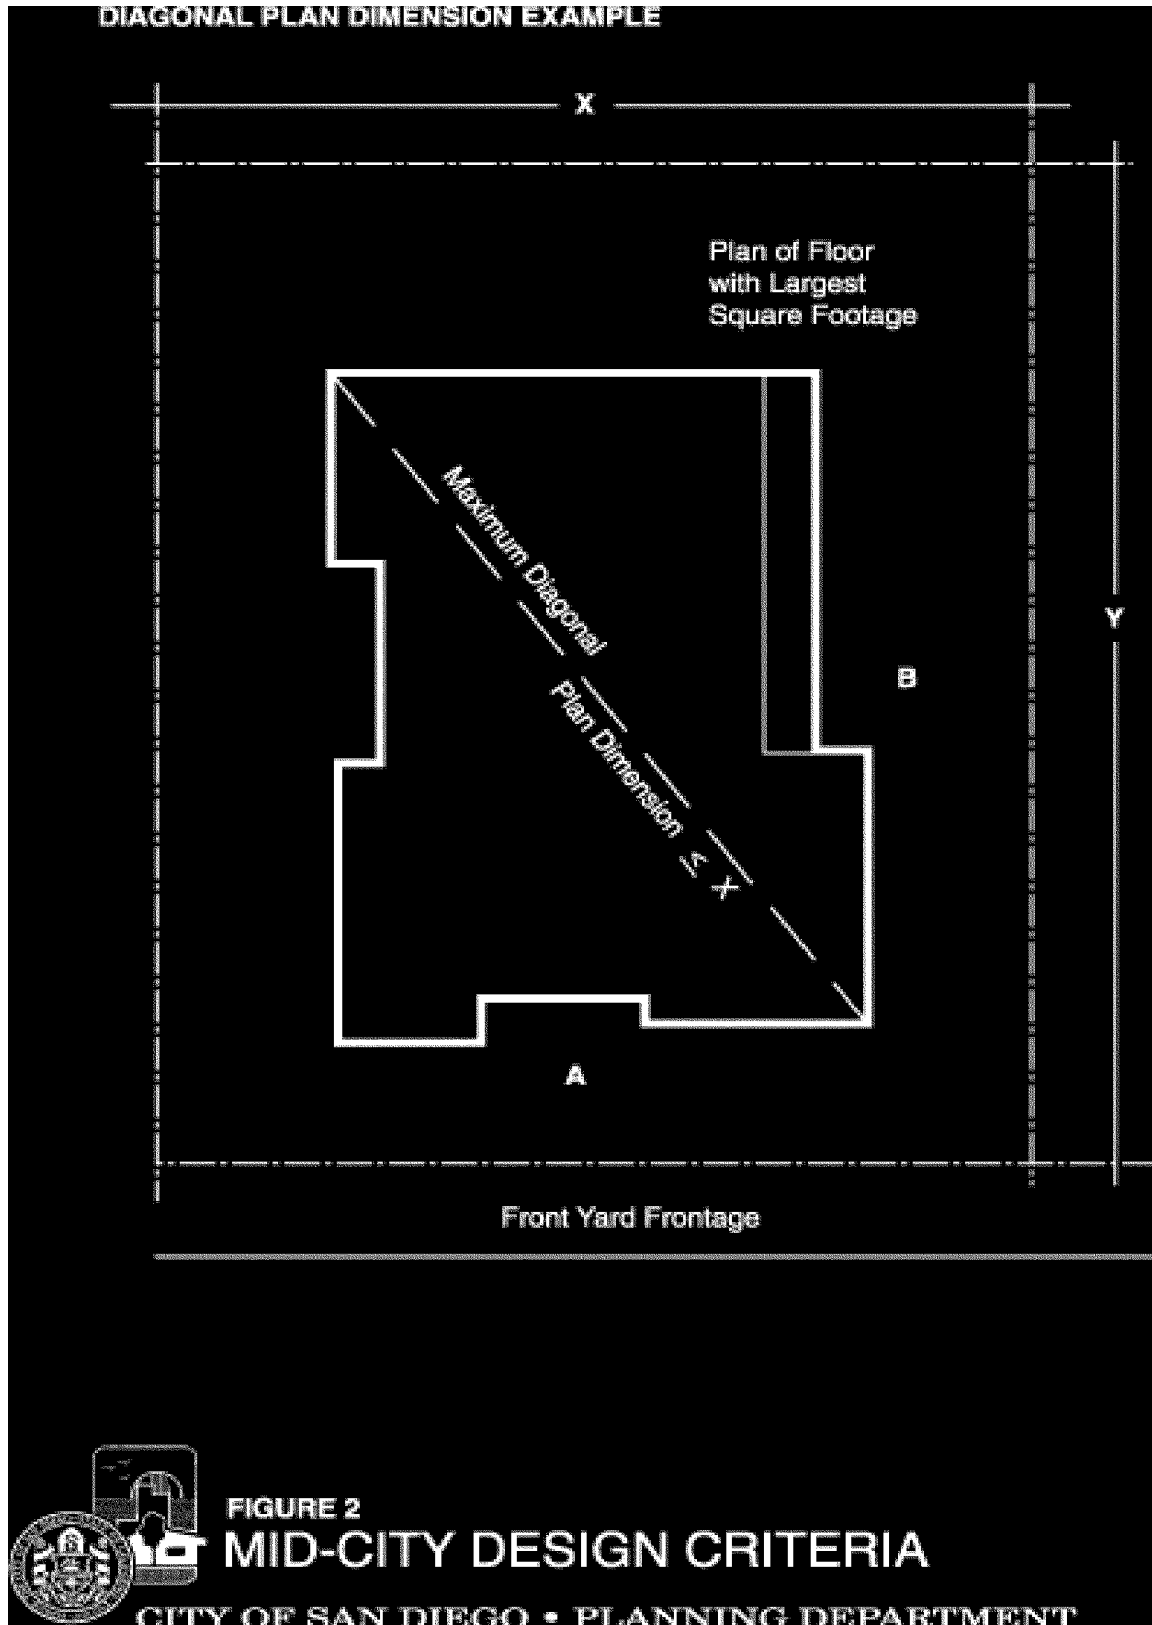 DIAGONAL PLAN DIMENSION EXAMPLE
X
Plan of Floor
with Largest
Square Footage
Maximum Diagonal
Y
B
Plan Dimension ≤ X
A
Front Yard Frontage
FIGURE 2
MID-CITY DESIGN CRITERIA
CITY OF SAN DIEGO • PLANNING DEPARTMENT